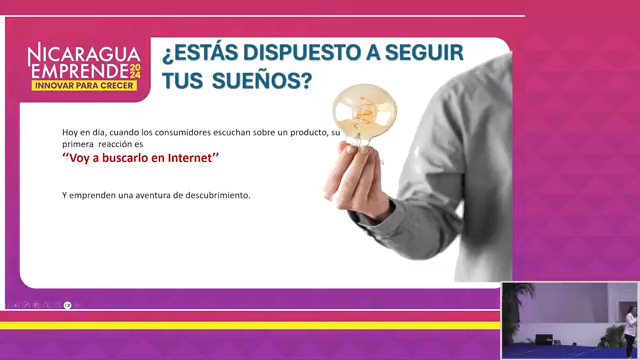 NICARAGUA
EMPRENDE 2024
INNOVAR PARA CRECER
¿ESTÁS DISPUESTO A SEGUIR
TUS SUEÑOS?
Hoy en día, cuando los consumidores escuchan sobre un producto, su
primera reacción es
‘‘Voy a buscarlo en Internet’’
Y emprenden una aventura de descubrimiento.